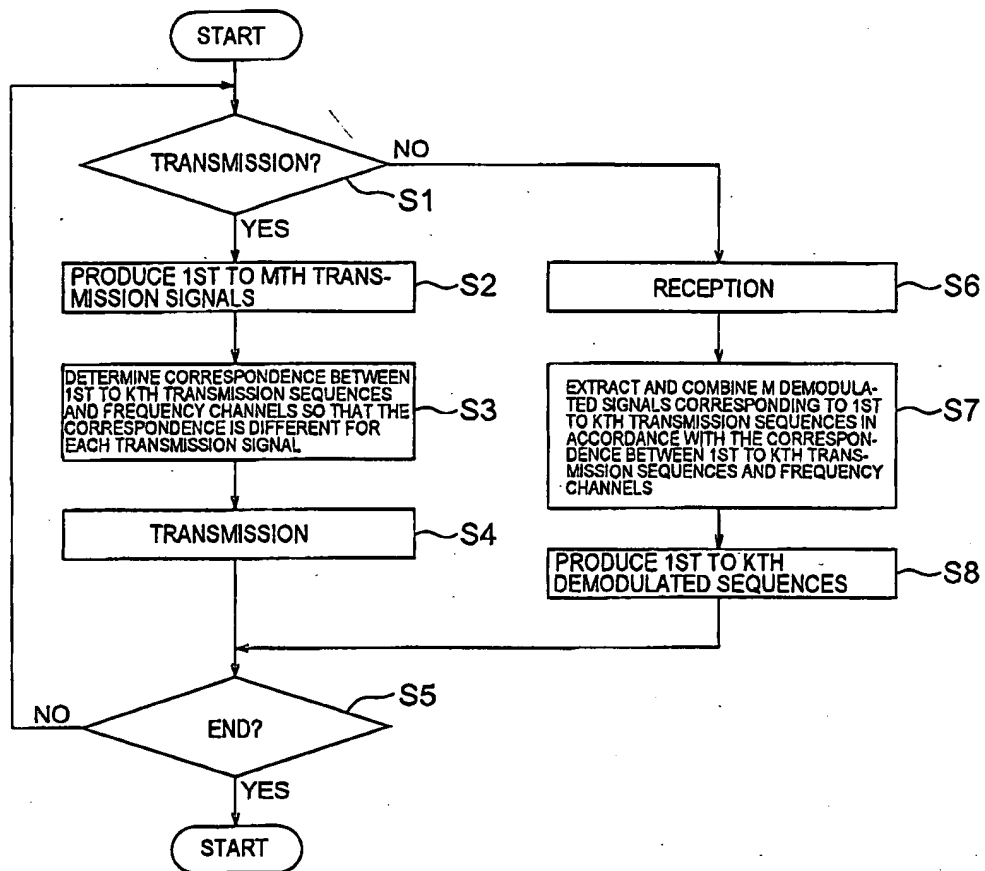 START
TRANSMISSION?
NO
S1
YES
PRODUCE 1ST TO MTH TRANS-
MISSION SIGNALS
S2
DETERMINE CORRESPONDENCE BETWEEN
1ST TO KTH TRANSMISSION SEQUENCES
AND FREQUENCY CHANNELS SO THAT THE
CORRESPONDENCE IS DIFFERENT FOR
EACH TRANSMISSION SIGNAL
S3
TRANSMISSION
S4
RECEPTION
S6
EXTRACT AND COMBINE M DEMODULA-
TED SIGNALS CORRESPONDING TO 1ST
TO KTH TRANSMISSION SEQUENCES IN
ACCORDANCE WITH THE CORRESPON-
DENCE BETWEEN 1ST TO KTH TRANS-
MISSION SEQUENCES AND FREQUENCY
CHANNELS
S7
PRODUCE 1ST TO KTH
DEMODULATED SEQUENCES
S8
NO
END?
S5
YES
START